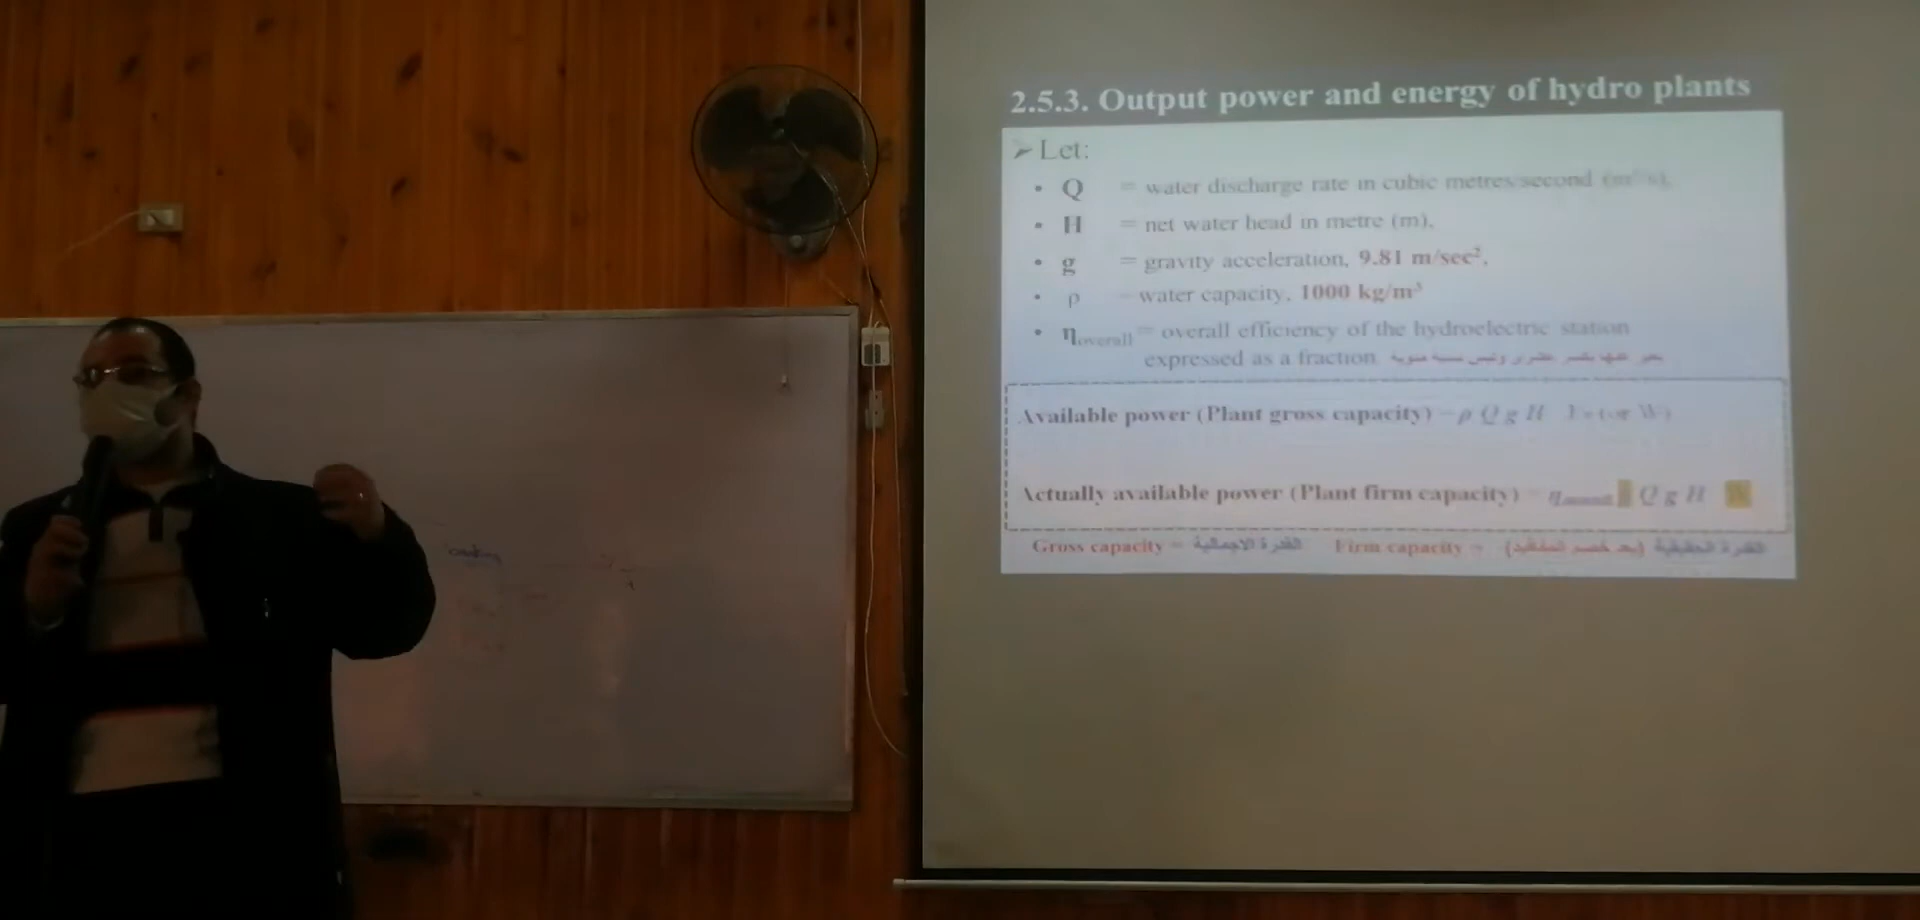 2.5.3. Output power and energy of hydro plants
➢ Let:
• Q = water discharge rate in cubic metres/second (m³/s),
• H = net water head in metre (m),
• g = gravity acceleration, 9.81 m/sec²,
• ρ = water capacity, 1000 kg/m³
• η overall = overall efficiency of the hydroelectric station
expressed as a fraction
Available power (Plant gross capacity) = ρ Q g H
Actually available power (Plant firm capacity) = Q g H
Gross capacity = القدرة الاجمالية Firm capacity = القدرة الحقيقية